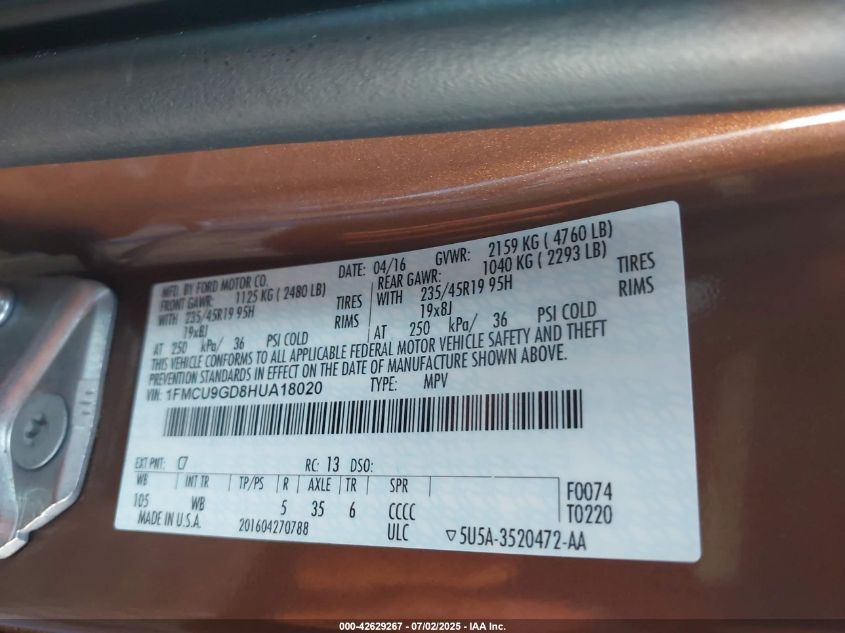 MFD. BY FORD MOTOR CO. DATE: 04/16 GVWR: 2159 KG ( 4760 LB)
FRONT GAWR: 1125 KG ( 2480 LB) REAR GAWR: 1040 KG ( 2293 LB)
WITH 235/45R19 95H TIRES WITH 235/45R19 95H TIRES
19x8J RIMS 19x8J RIMS
AT 250 kPa/ 36 PSI COLD AT 250 kPa/ 36 PSI COLD
THIS VEHICLE CONFORMS TO ALL APPLICABLE FEDERAL MOTOR VEHICLE SAFETY AND THEFT
PREVENTION STANDARDS IN EFFECT ON THE DATE OF MANUFACTURE SHOWN ABOVE.
VIN: 1FMCU9GD8HUA18020 TYPE: MPV
EXT PNT: C7 RC: 13 DSO:
WB INT TR TP/PS R AXLE TR SPR
105 WB 5 35 6 CCCC F0074
MADE IN U.S.A. 201604270788 ULC T0220
▽5U5A-3520472-AA
000-42629267 - 07/02/2025 - IAA Inc.